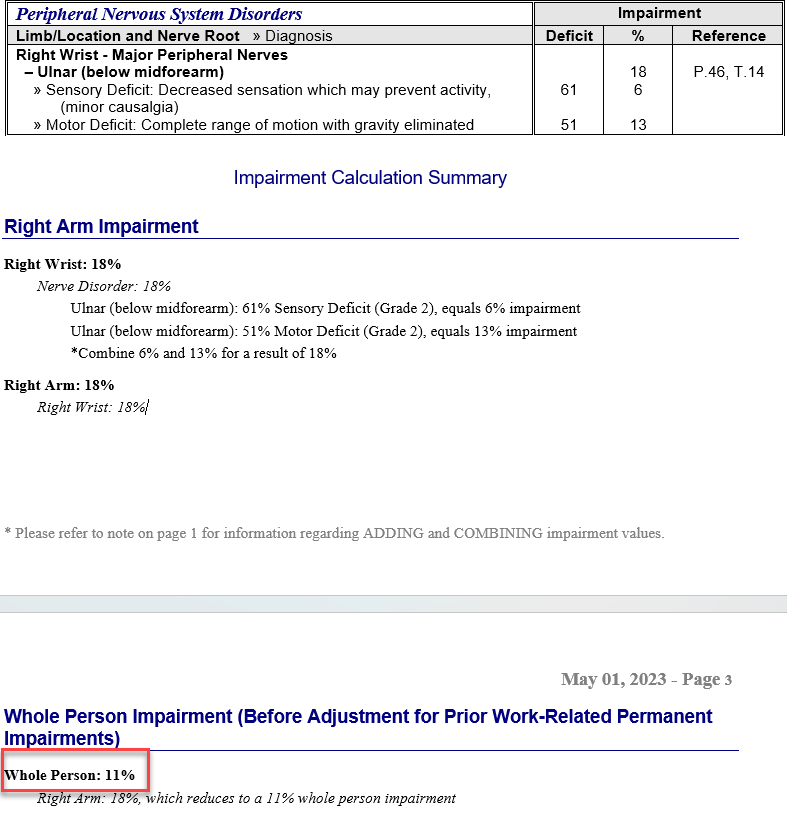 Peripheral Nervous System Disorders Impairment
Limb/Location and Nerve Root » Diagnosis Deficit % Reference
Right Wrist - Major Peripheral Nerves
– Ulnar (below midforearm) 18 P.46, T.14
» Sensory Deficit: Decreased sensation which may prevent activity, 61 6
(minor causalgia)
» Motor Deficit: Complete range of motion with gravity eliminated 51 13
Impairment Calculation Summary
Right Arm Impairment
Right Wrist: 18%
Nerve Disorder: 18%
Ulnar (below midforearm): 61% Sensory Deficit (Grade 2), equals 6% impairment
Ulnar (below midforearm): 51% Motor Deficit (Grade 2), equals 13% impairment
*Combine 6% and 13% for a result of 18%
Right Arm: 18%
Right Wrist: 18%
* Please refer to note on page 1 for information regarding ADDING and COMBINING impairment values.
May 01, 2023 - Page 3
Whole Person Impairment (Before Adjustment for Prior Work-Related Permanent
Impairments)
Whole Person: 11%
Right Arm: 18%, which reduces to a 11% whole person impairment